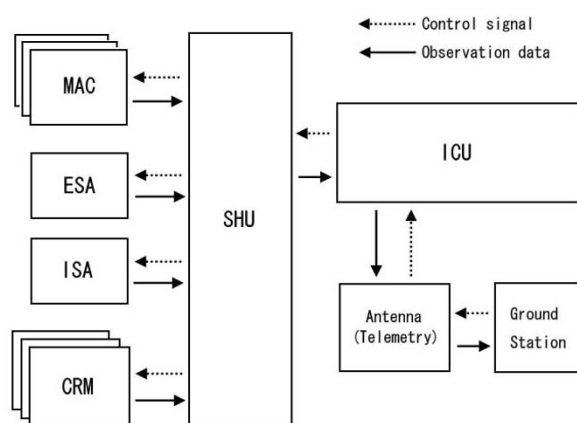 Control signal
Observation data
MAC
ESA
ISA
CRM
SHU
ICU
Antenna
(Telemetry)
Ground
Station